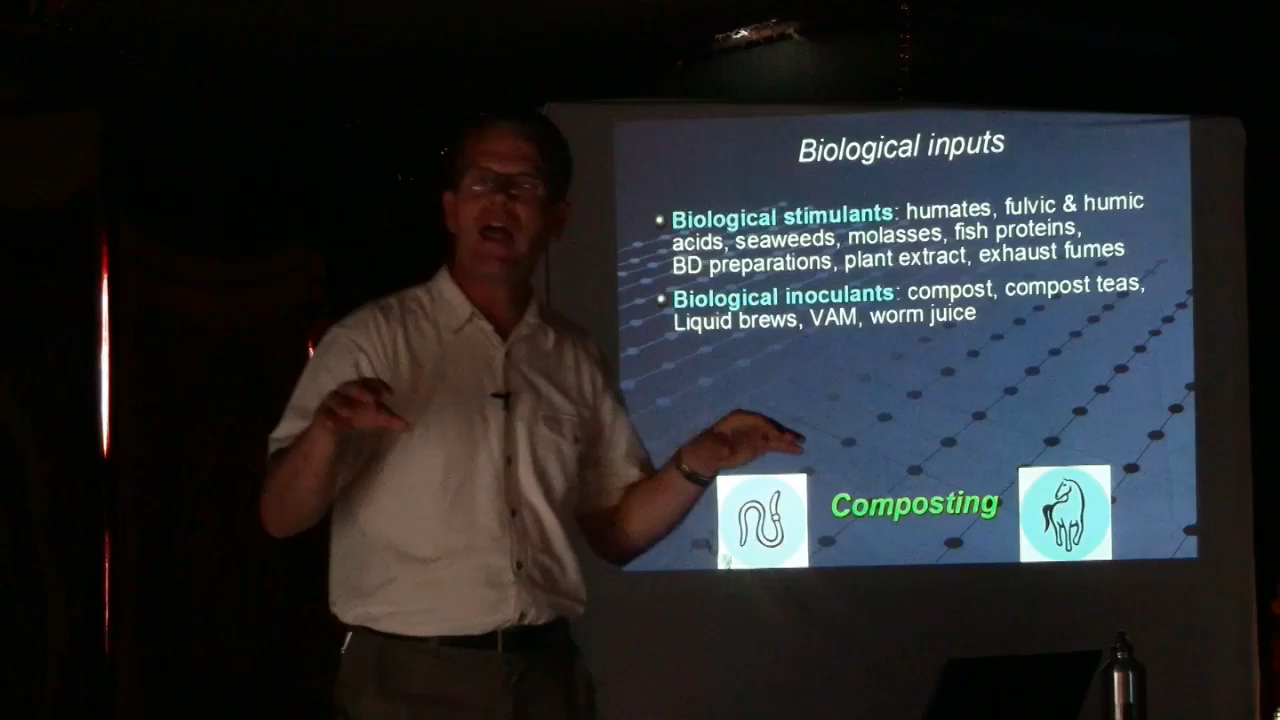 Biological inputs
• Biological stimulants: humates, fulvic & humic
acids, seaweeds, molasses, fish proteins,
BD preparations, plant extract, exhaust fumes
• Biological inoculants: compost, compost teas,
Liquid brews, VAM, worm juice
Composting